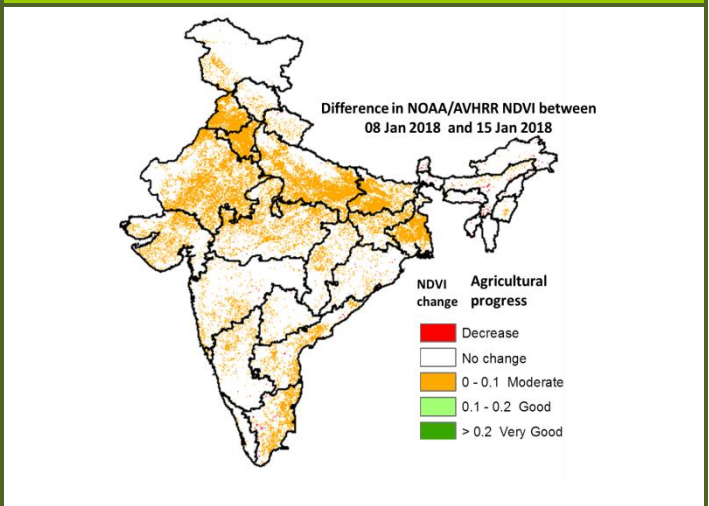 Difference in NOAA/AVHRR NDVI between
08 Jan 2018 and 15 Jan 2018
NDVI change
Agricultural progress
Decrease
No change
0 - 0.1 Moderate
0.1 - 0.2 Good
> 0.2 Very Good